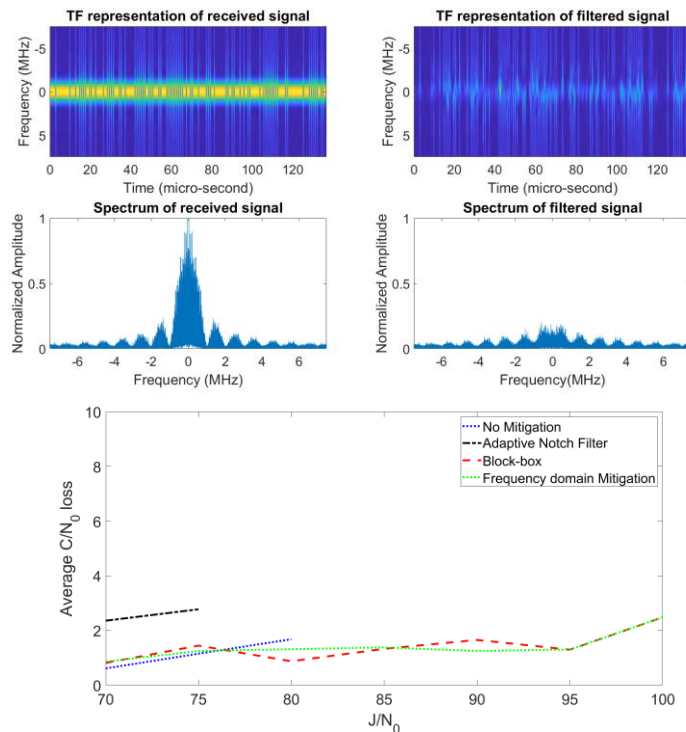 TF representation of received signal
TF representation of filtered signal
Frequency (MHz)
-5
0
5
0 20 40 60 80 100 120
Time (micro-second)
Frequency (MHz)
-5
0
5
0 20 40 60 80 100 120
Time (micro-second)
Spectrum of received signal
Spectrum of filtered signal
Normalized Amplitude
1
0.5
0
-6 -4 -2 0 2 4 6
Frequency (MHz)
Normalized Amplitude
1
0.5
0
-6 -4 -2 0 2 4 6
Frequency(MHz)
Average C/N0 loss
10
8
6
4
2
0
No Mitigation
Adaptive Notch Filter
Block-box
Frequency domain Mitigation
70 75 80 85 90 95 100
J/N0